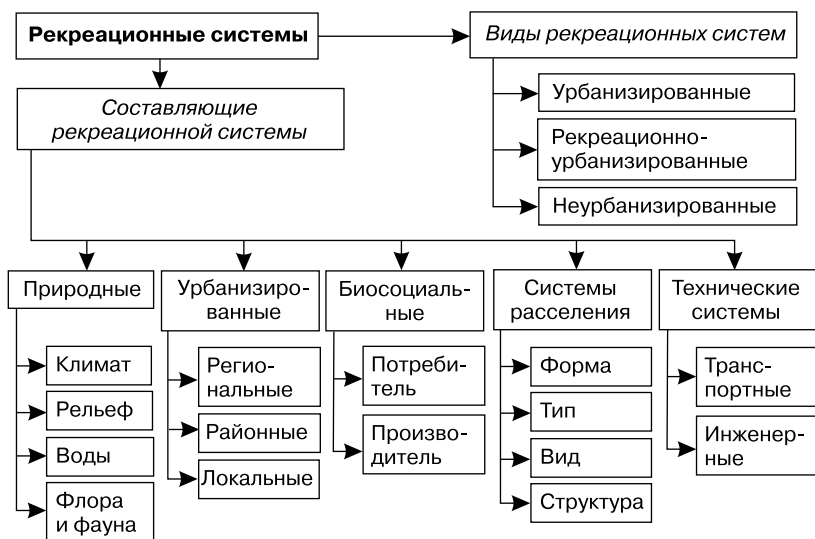 Рекреационные системы
Виды рекреационных систем
Составляющие
рекреационной системы
Урбанизированные
Рекреационно-
урбанизированные
Неурбанизированные
Природные
Климат
Рельеф
Воды
Флора
и фауна
Урбанизиро-
ванные
Регио-
нальные
Районные
Локальные
Биосоциаль-
ные
Потреби-
тель
Произво-
дитель
Системы
расселения
Форма
Тип
Вид
Структура
Технические
системы
Транс-
портные
Инженер-
ные